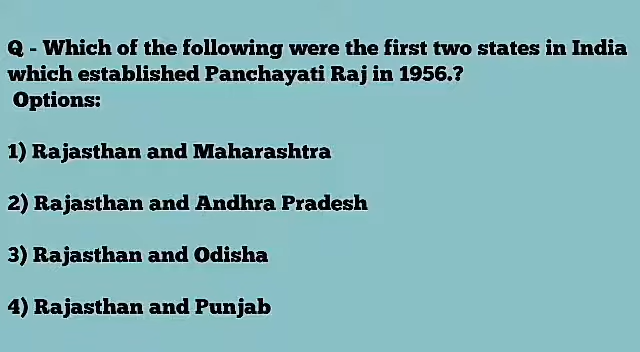 Q - Which of the following were the first two states in India
which established Panchayati Raj in 1956.?
Options:
1) Rajasthan and Maharashtra
2) Rajasthan and Andhra Pradesh
3) Rajasthan and Odisha
4) Rajasthan and Punjab